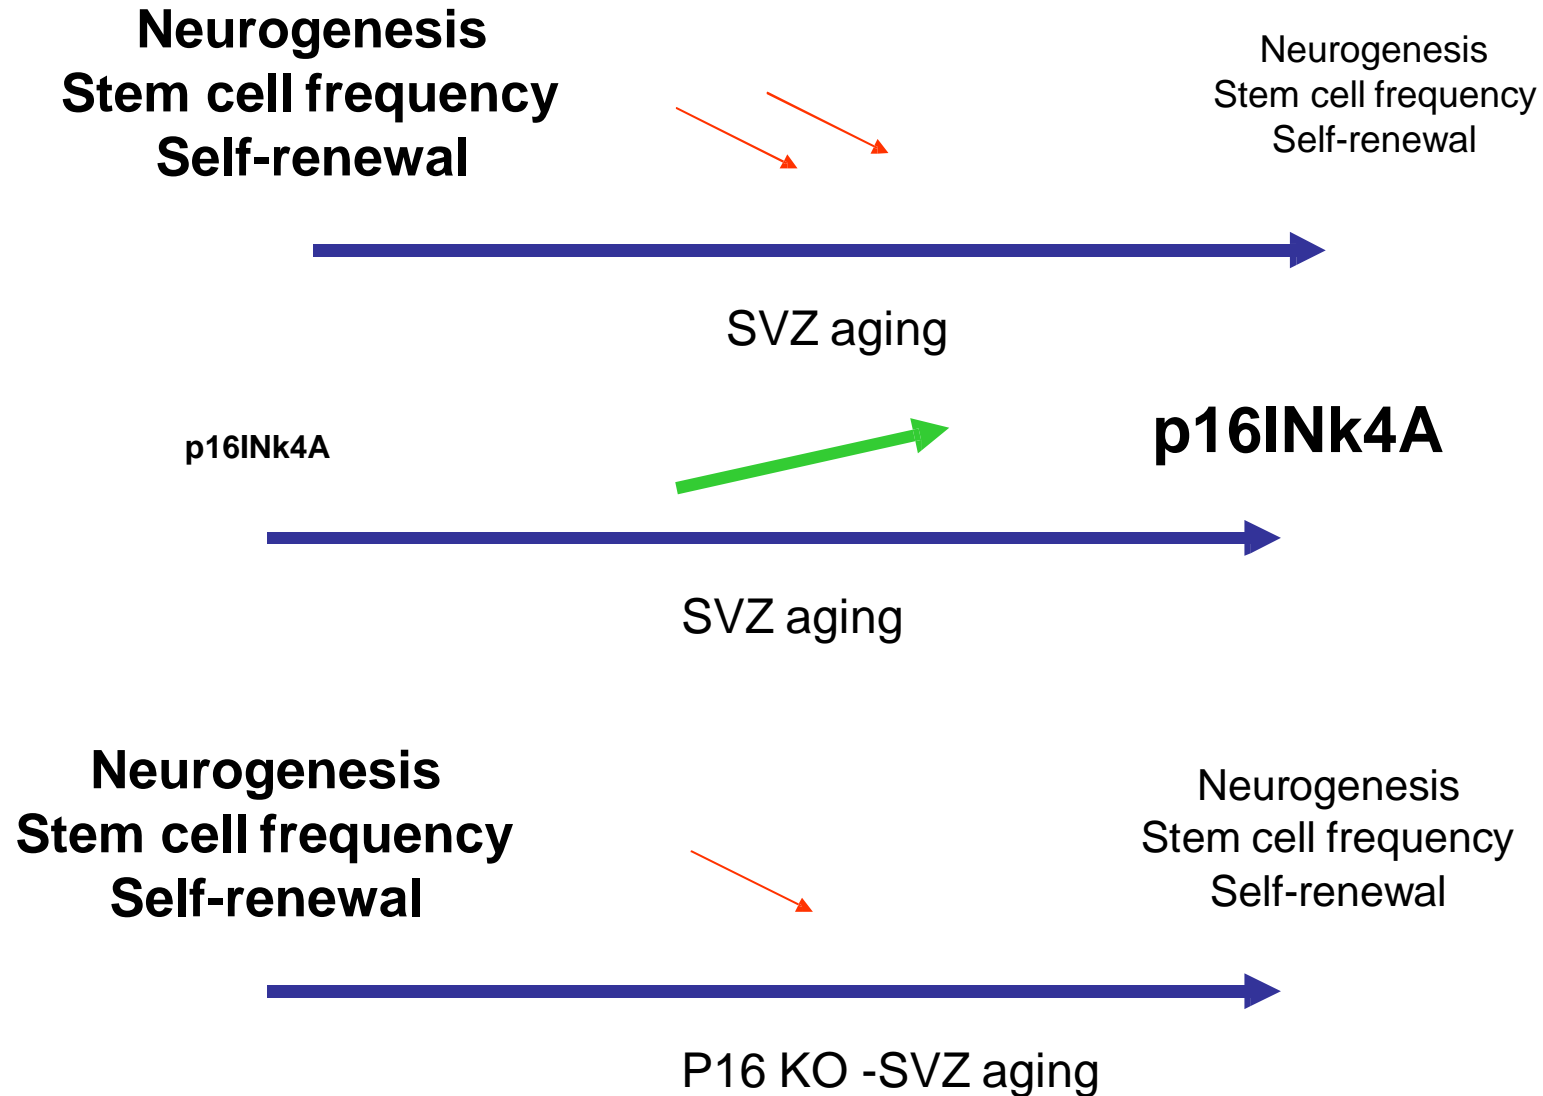 Neurogenesis
Stem cell frequency
Self-renewal
Neurogenesis
Stem cell frequency
Self-renewal
SVZ aging
p16INk4A
p16INk4A
SVZ aging
Neurogenesis
Stem cell frequency
Self-renewal
Neurogenesis
Stem cell frequency
Self-renewal
P16 KO -SVZ aging